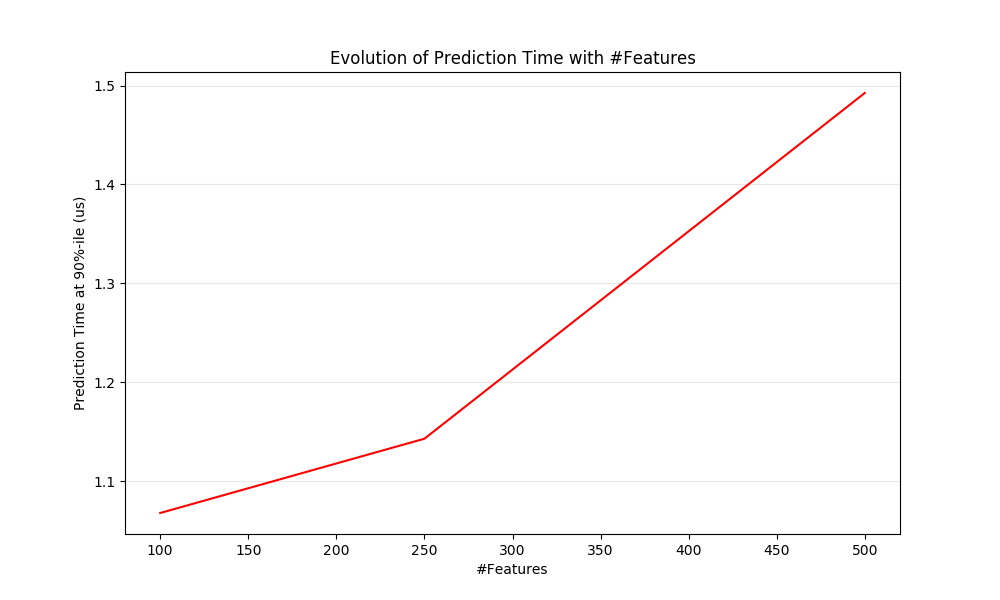 Evolution of Prediction Time with #Features
1.5
1.4
1.3
1.2
1.1
Prediction Time at 90%-ile (us)
100 150 200 250 300 350 400 450 500
#Features